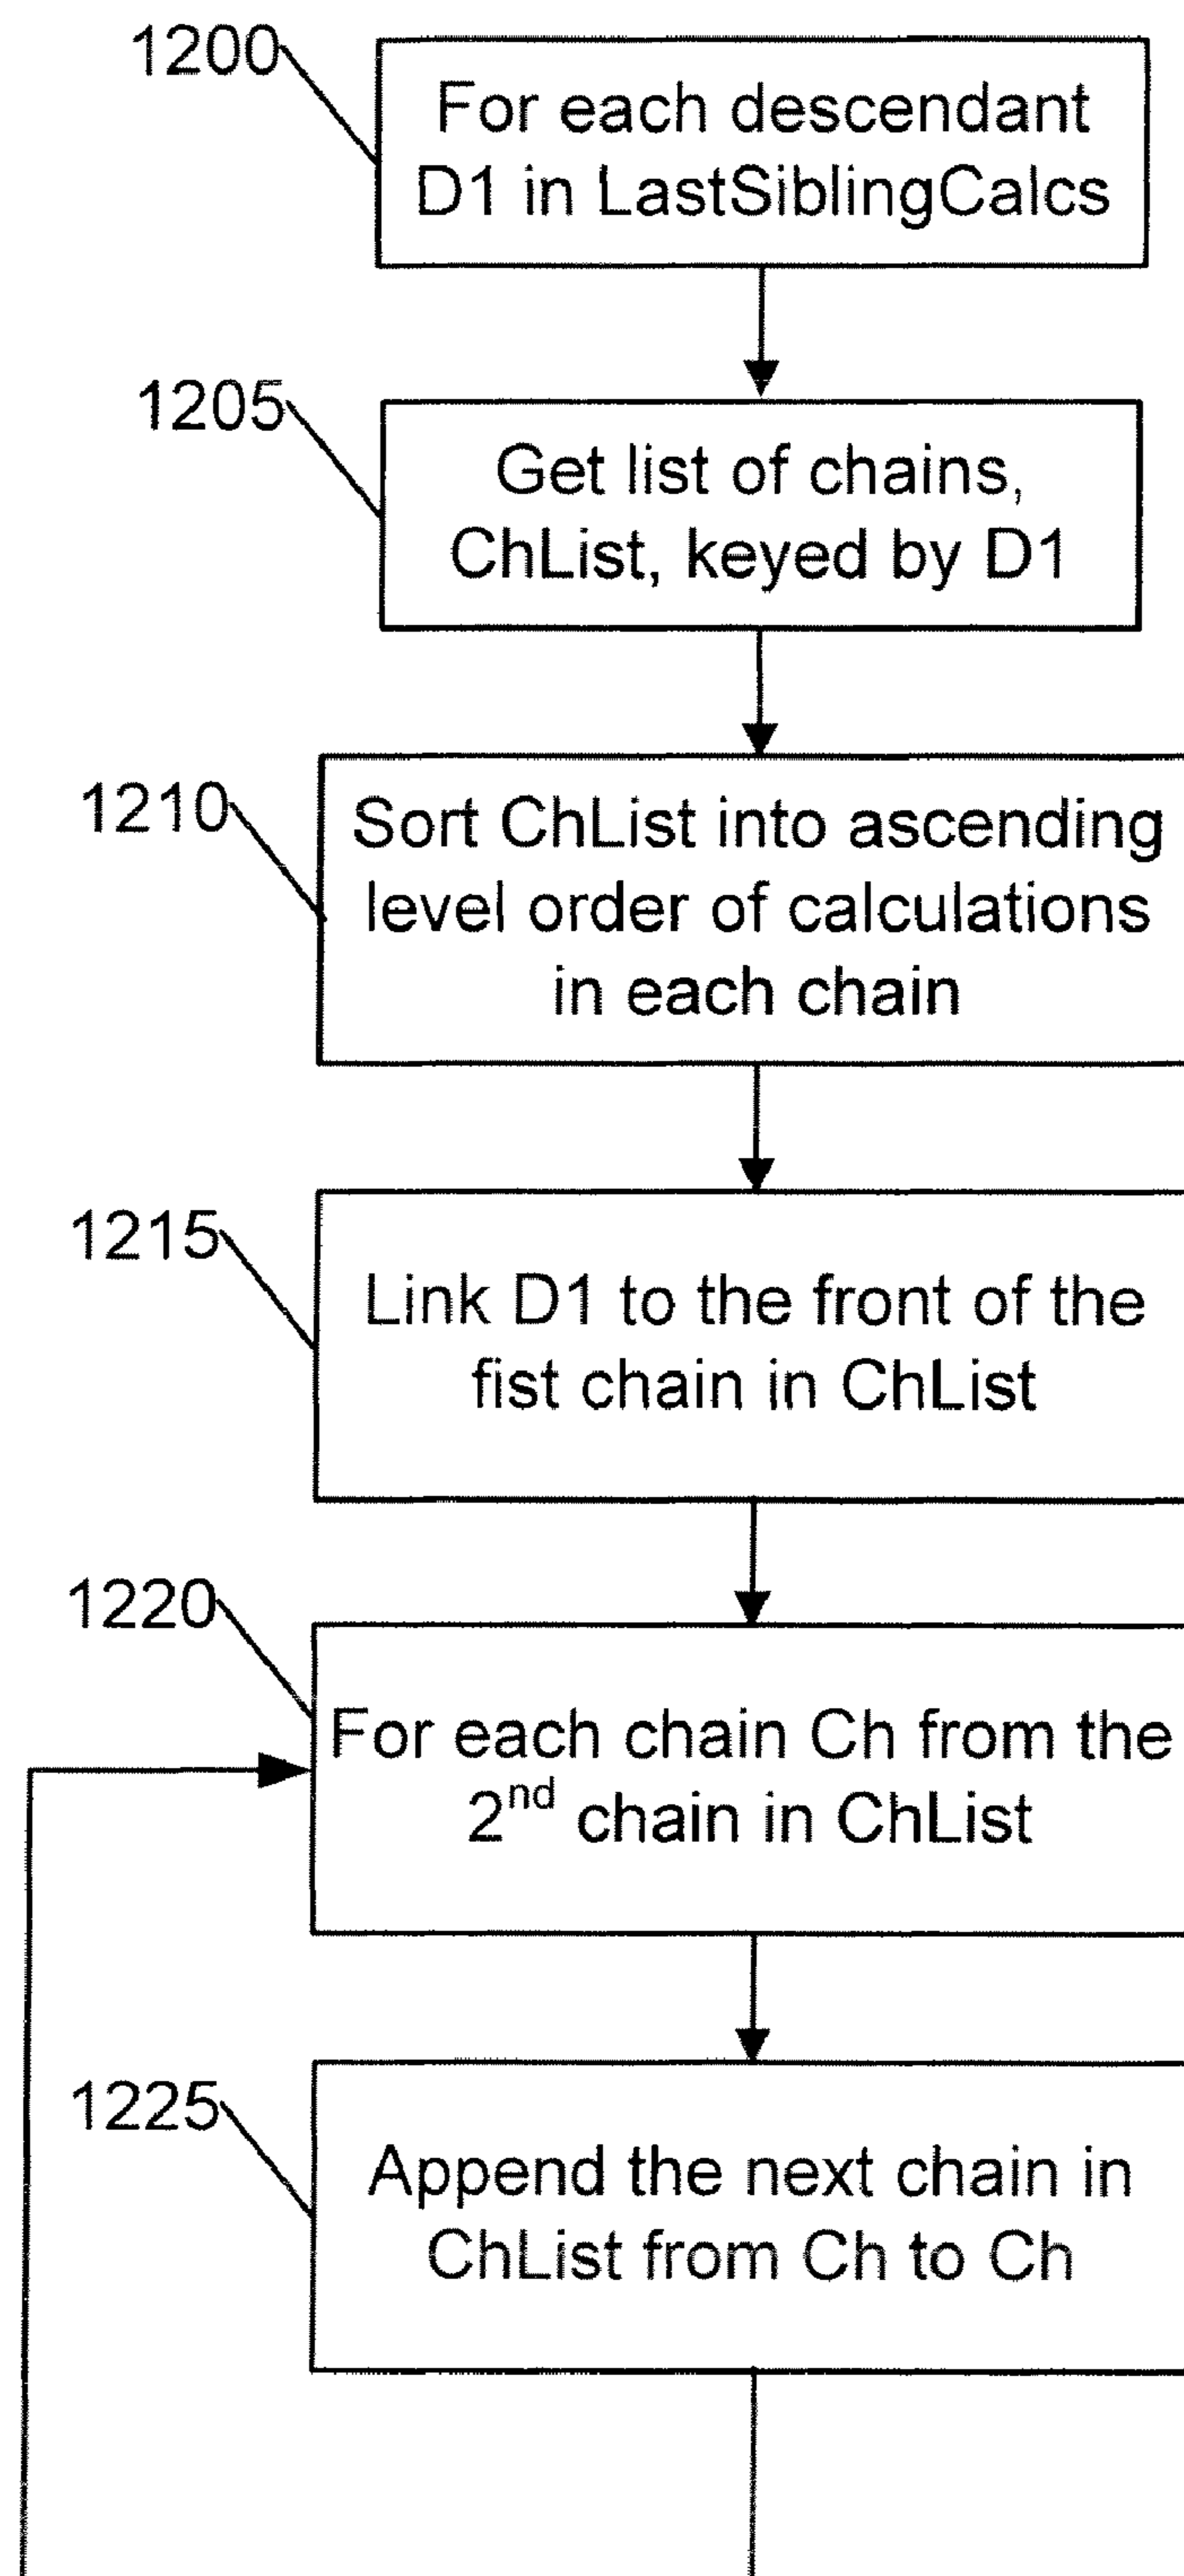 1200
For each descendant
D1 in LastSiblingCalcs
1205
Get list of chains,
ChList, keyed by D1
1210
Sort ChList into ascending
level order of calculations
in each chain
1215
Link D1 to the front of the
fist chain in ChList
1220
For each chain Ch from the
2nd chain in ChList
1225
Append the next chain in
ChList from Ch to Ch